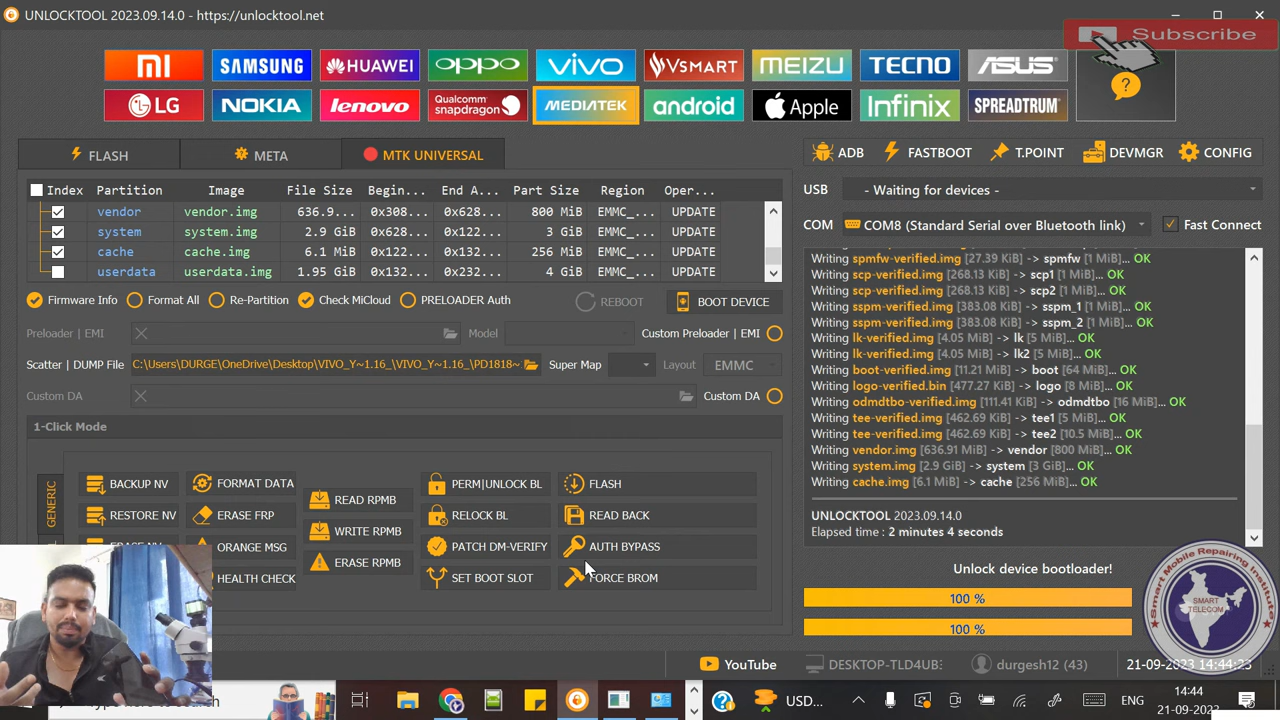 UNLOCKTOOL 2023.09.14.0 - https://unlocktool.net
Subscribe
mi SAMSUNG HUAWEI oppo vivo VSMART MEIZU TECNO ASUS
LG NOKIA lenovo Qualcomm snapdragon MEDIATEK android Apple Infinix SPREADTRUM ?
FLASH META MTK UNIVERSAL
ADB FASTBOOT T.POINT DEVMGR CONFIG
Index Partition Image File Size Begin... End A... Part Size Region Oper...
vendor vendor.img 636.9... 0x308... 0x628... 800 MiB EMMC_... UPDATE
system system.img 2.9 GiB 0x628... 0x122... 3 GiB EMMC_... UPDATE
cache cache.img 6.1 MiB 0x122... 0x132... 256 MiB EMMC_... UPDATE
userdata userdata.img 1.95 GiB 0x132... 0x232... 4 GiB EMMC_... UPDATE
Firmware Info Format All Re-Partition Check MiCloud PRELOADER Auth REBOOT BOOT DEVICE
Preloader | EMI Model Custom Preloader | EMI
Scatter | DUMP File C:\Users\DURGE\OneDrive\Desktop\VIVO_Y~1.16_\VIVO_Y~1.16_\PD1818~ Super Map Layout EMMC
Custom DA Custom DA
1-Click Mode
GENERIC
BACKUP NV FORMAT DATA PERM|UNLOCK BL FLASH
READ RPMB
RESTORE NV ERASE FRP RELOCK BL READ BACK
WRITE RPMB
ORANGE MSG PATCH DM-VERIFY AUTH BYPASS
ERASE RPMB
HEALTH CHECK SET BOOT SLOT FORCE BROM
USB - Waiting for devices -
COM COM8 (Standard Serial over Bluetooth link) Fast Connect
Writing spmfw-verified.img [27.39 KiB] -> spmfw [1 MiB]... OK
Writing scp-verified.img [268.13 KiB] -> scp1 [1 MiB]... OK
Writing scp-verified.img [268.13 KiB] -> scp2 [1 MiB]... OK
Writing sspm-verified.img [383.08 KiB] -> sspm_1 [1 MiB]... OK
Writing sspm-verified.img [383.08 KiB] -> sspm_2 [1 MiB]... OK
Writing lk-verified.img [4.05 MiB] -> lk [5 MiB]... OK
Writing lk-verified.img [4.05 MiB] -> lk2 [5 MiB]... OK
Writing boot-verified.img [11.21 MiB] -> boot [64 MiB]... OK
Writing logo-verified.bin [477.27 KiB] -> logo [8 MiB]... OK
Writing odmdtbo-verified.img [111.41 KiB] -> odmdtbo [16 MiB]... OK
Writing tee-verified.img [462.69 KiB] -> tee1 [5 MiB]... OK
Writing tee-verified.img [462.69 KiB] -> tee2 [10.5 MiB]... OK
Writing vendor.img [636.91 MiB] -> vendor [800 MiB]... OK
Writing system.img [2.9 GiB] -> system [3 GiB]... OK
Writing cache.img [6.1 MiB] -> cache [256 MiB]... OK
UNLOCKTOOL 2023.09.14.0
Elapsed time : 2 minutes 4 seconds
Unlock device bootloader!
100 %
100 %
Smart Mobile Repairing Institute
SMART TELECOM
YouTube DESKTOP-TLD4UB: durgesh12 (43) 21-09-2023 14:44:23
USD... ENG 14:44